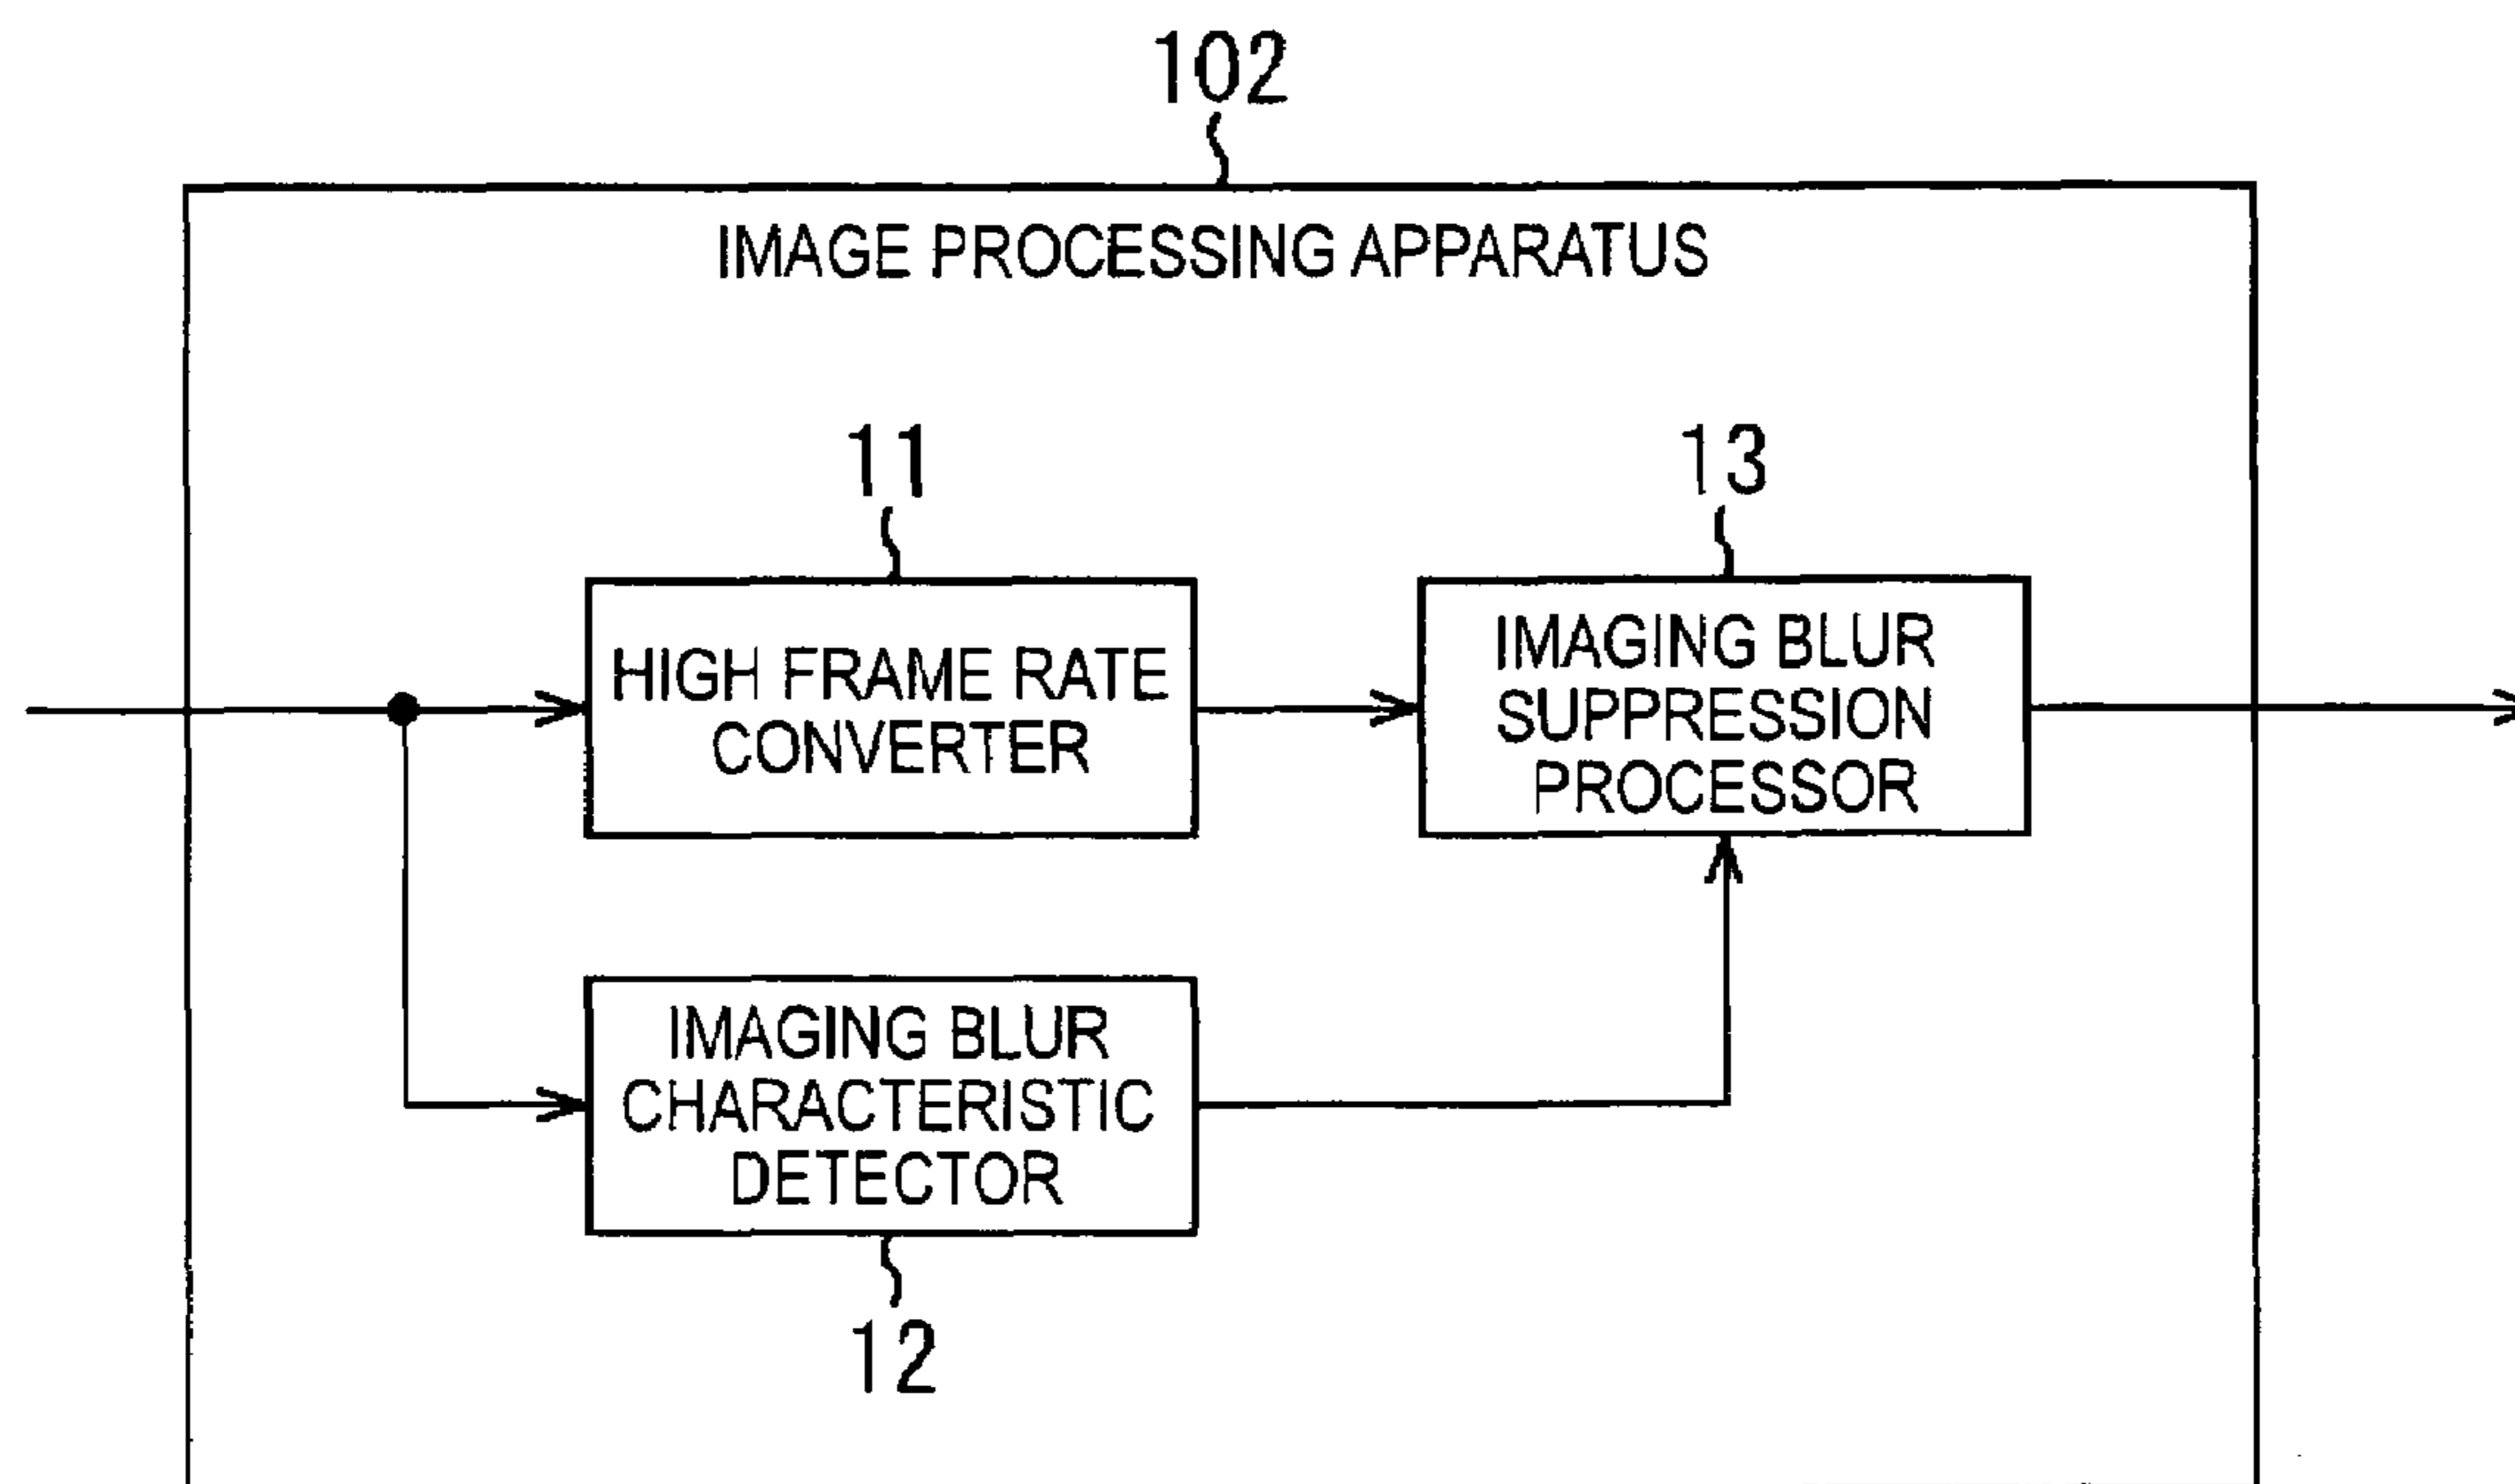 102
IMAGE PROCESSING APPARATUS
11
13
HIGH FRAME RATE
CONVERTER
IMAGING BLUR
SUPPRESSION
PROCESSOR
IMAGING BLUR
CHARACTERISTIC
DETECTOR
12